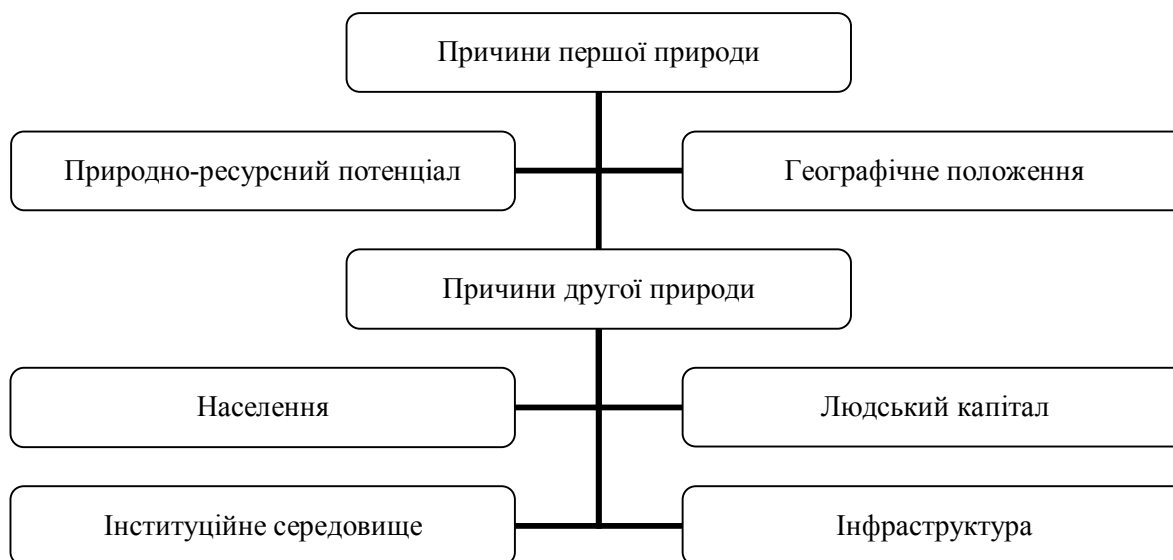 Причини першої природи
Природно-ресурсний потенціал
Географічне положення
Причини другої природи
Населення
Людський капітал
Інституційне середовище
Інфраструктура